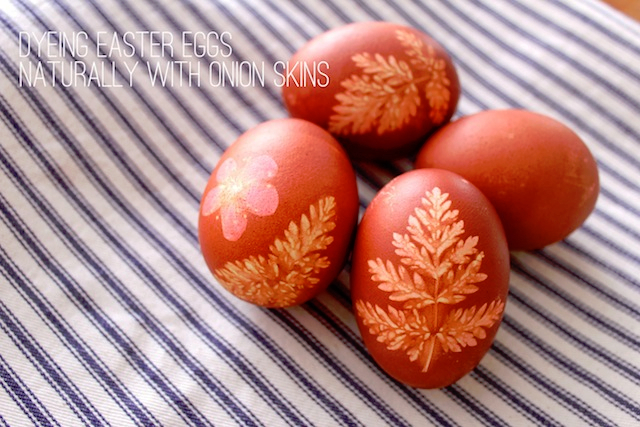 DYEING EASTER EGGS
NATURALLY WITH ONION SKINS